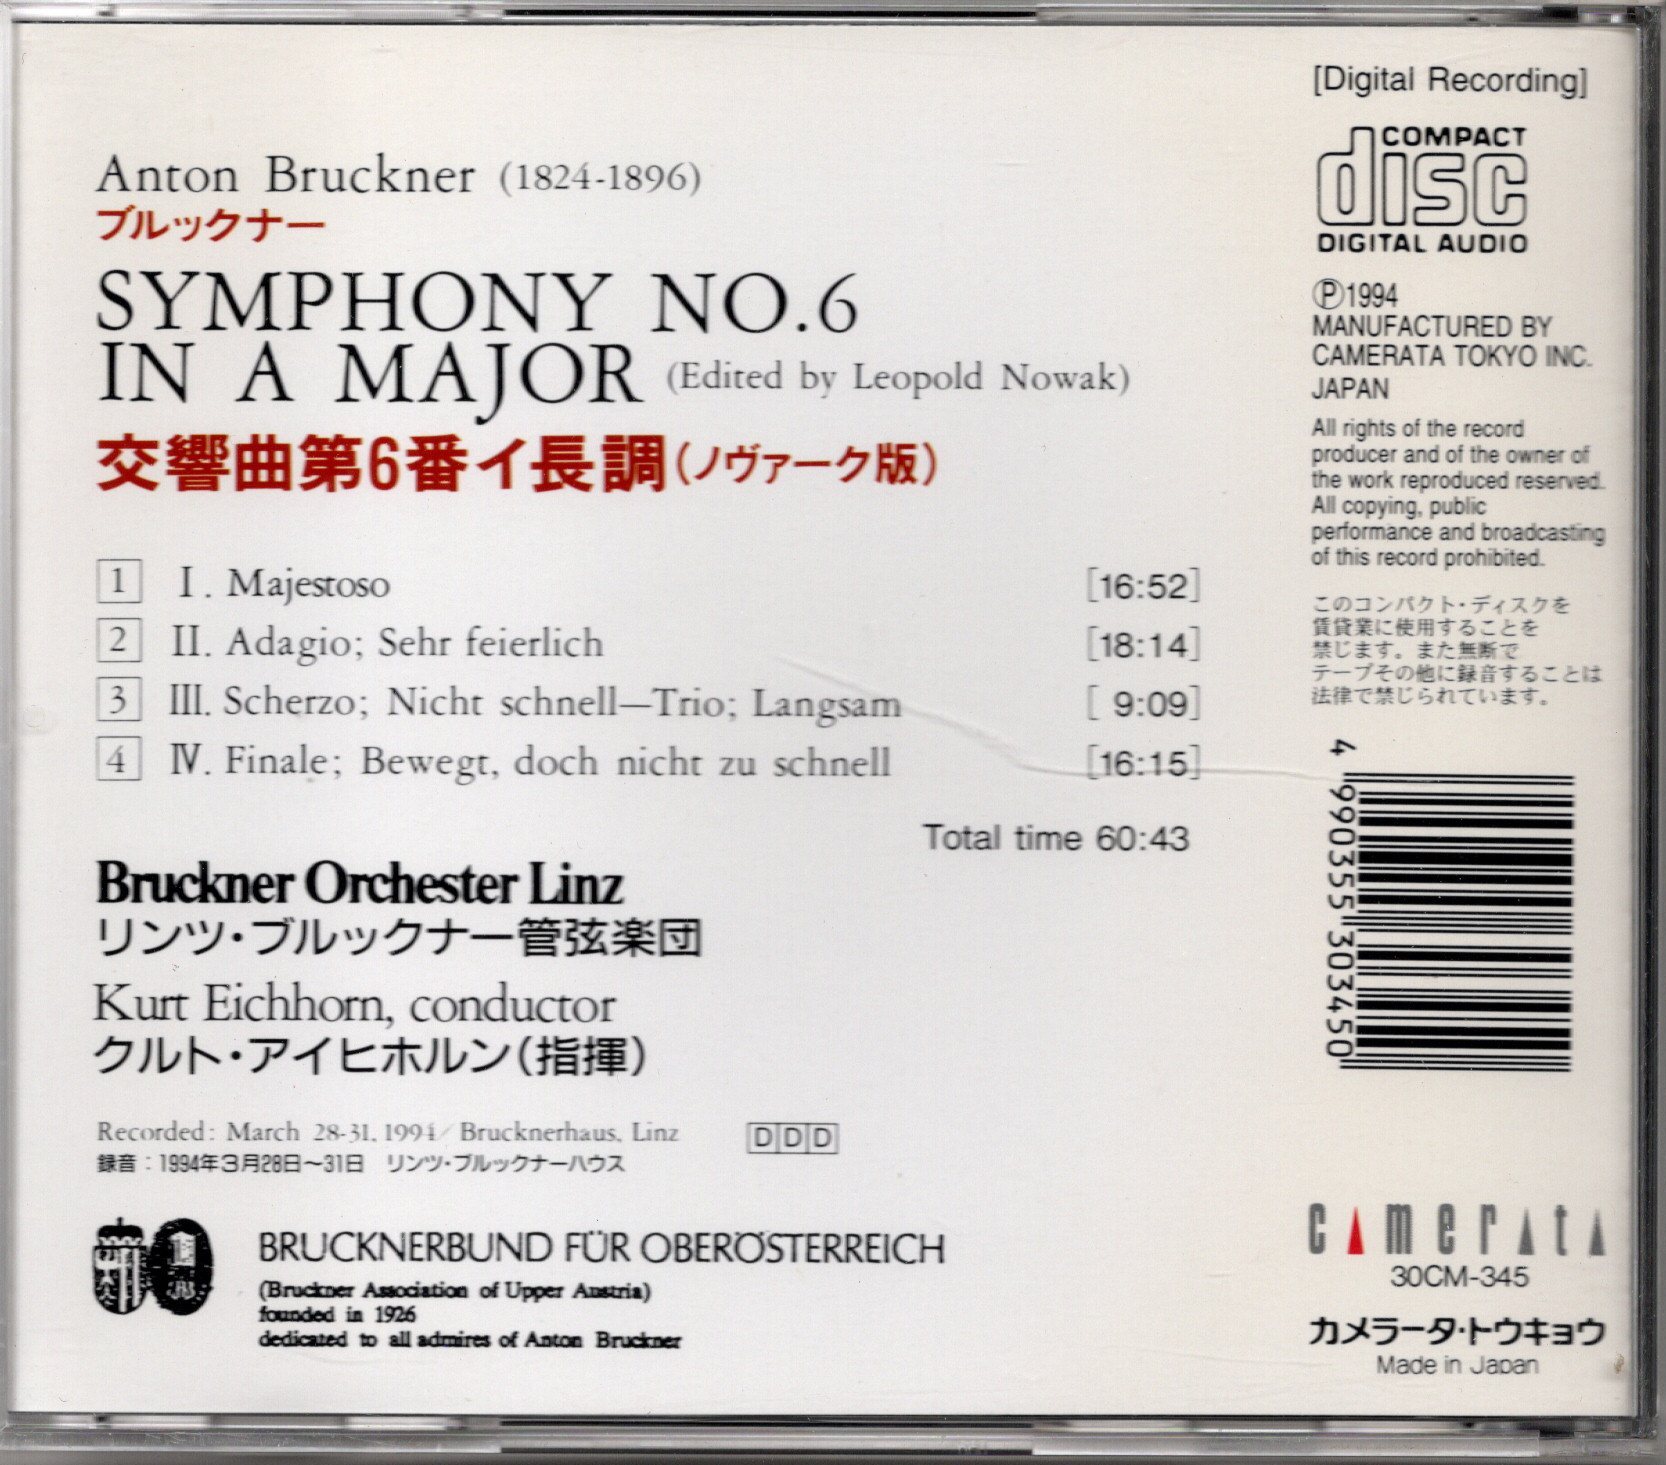 Anton Bruckner (1824-1896)
ブルックナー
SYMPHONY NO.6
IN A MAJOR (Edited by Leopold Nowak)
交響曲第6番イ長調(ノヴァーク版)
1 I. Majestoso [16:52]
2 II. Adagio; Sehr feierlich [18:14]
3 III. Scherzo; Nicht schnell—Trio; Langsam [ 9:09]
4 IV. Finale; Bewegt, doch nicht zu schnell [16:15]
Total time 60:43
Bruckner Orchester Linz
リンツ・ブルックナー管弦楽団
Kurt Eichhorn, conductor
クルト・アイヒホルン(指揮)
Recorded: March 28-31, 1994/Brucknerhaus, Linz
DDD
録音:1994年3月28日〜31日 リンツ・ブルックナーハウス
BRUCKNERBUND FÜR OBERÖSTERREICH
(Bruckner Association of Upper Austria)
founded in 1926
dedicated to all admires of Anton Bruckner
[Digital Recording]
COMPACT
disc
DIGITAL AUDIO
Ⓟ1994
MANUFACTURED BY
CAMERATA TOKYO INC.
JAPAN
All rights of the record
producer and of the owner of
the work reproduced reserved.
All copying, public
performance and broadcasting
of this record prohibited.
このコンパクト・ディスクを
賃貸業に使用することを
禁じます。また無断で
テープその他に録音することは
法律で禁じられています。
4 990355 303450
camerata
30CM-345
カメラータ・トウキョウ
Made in Japan